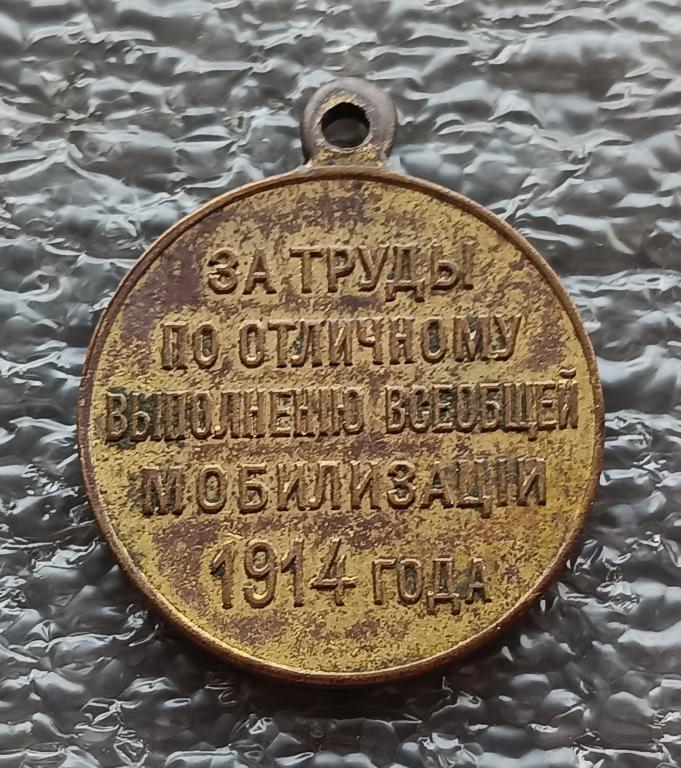 ЗА ТРУДЫ
ПО ОТЛИЧНОМУ
ВЫПОЛНЕНІЮ ВСЕОБЩЕЙ
МОБИЛИЗАЦІИ
1914 ГОДА